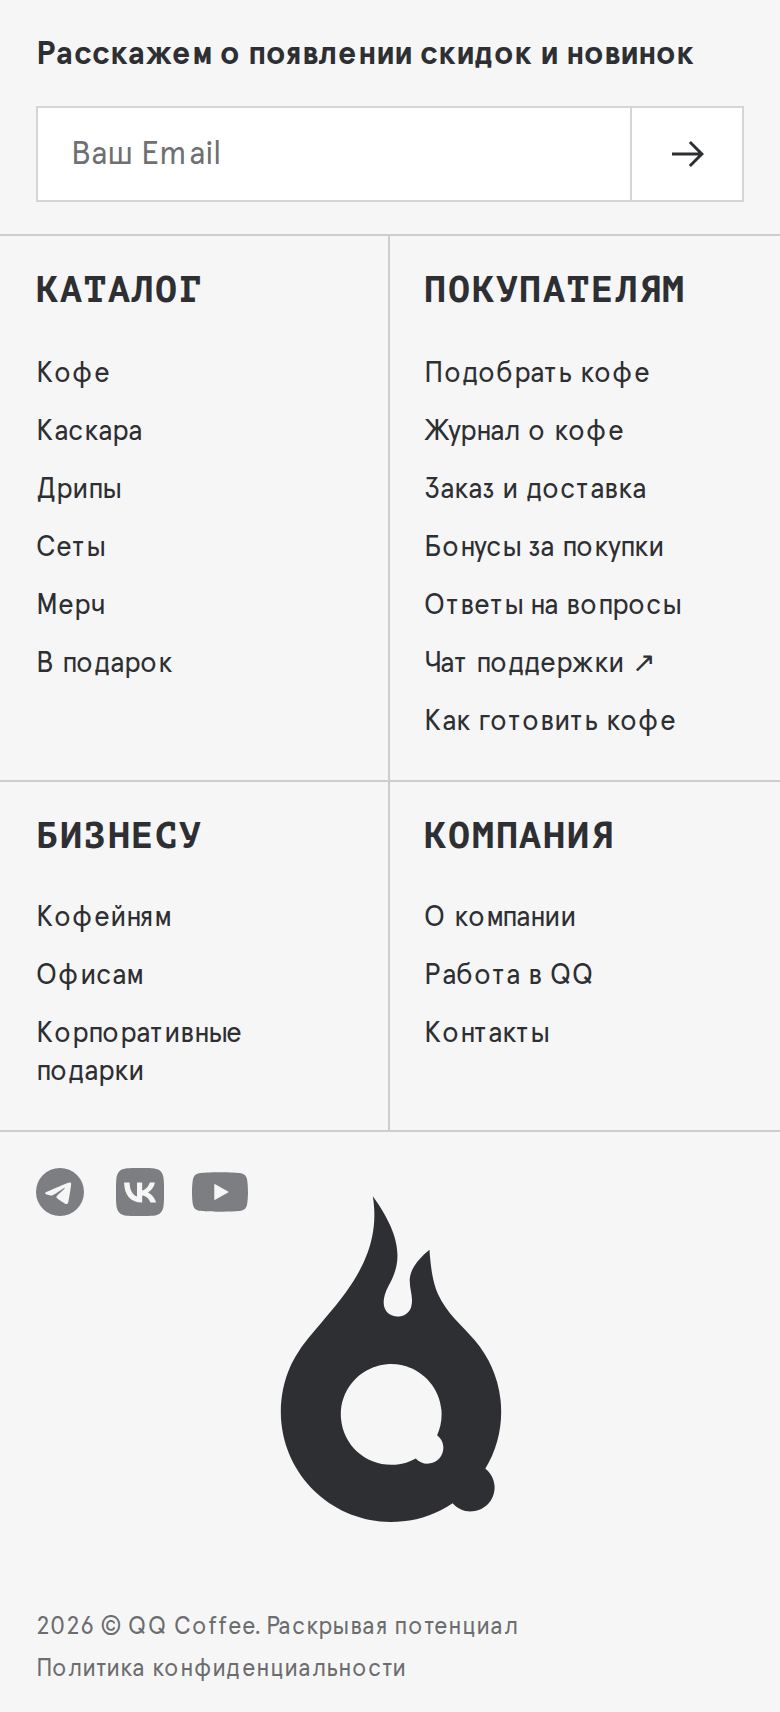 Расскажем о появлении скидок и новинок
Ваш Email
КАТАЛОГ
Кофе
Каскара
Дрипы
Сеты
Мерч
В подарок
ПОКУПАТЕЛЯМ
Подобрать кофе
Журнал о кофе
Заказ и доставка
Бонусы за покупки
Ответы на вопросы
Чат поддержки ↗
Как готовить кофе
БИЗНЕСУ
Кофейням
Офисам
Корпоративные
подарки
КОМПАНИЯ
О компании
Работа в QQ
Контакты
2026 © QQ Coffee. Раскрывая потенциал
Политика конфиденциальности